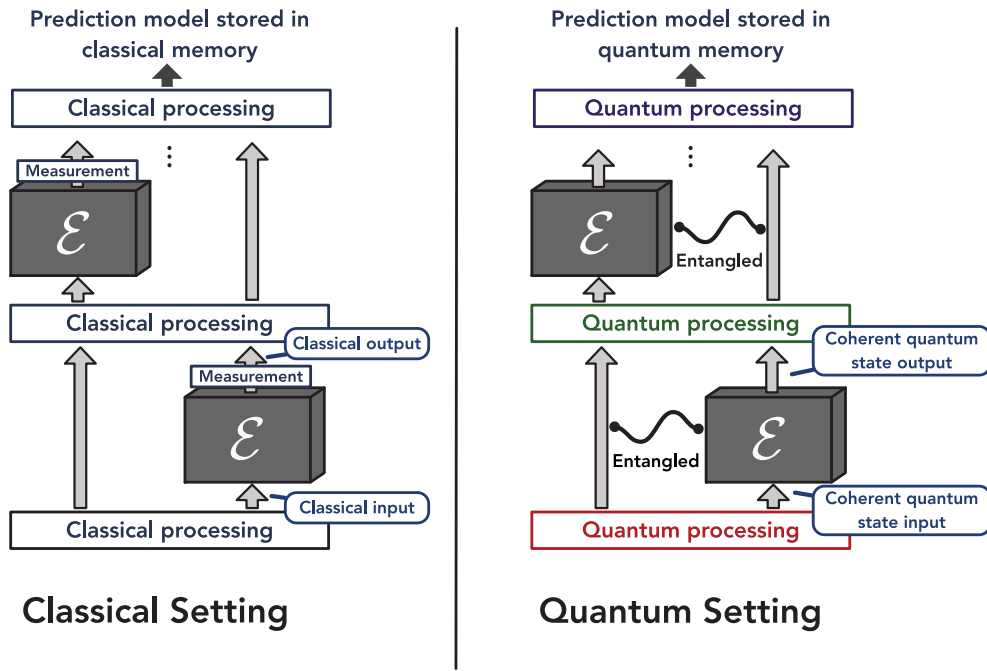 Prediction model stored in
classical memory
Classical processing
Measurement
⋮
ℰ
Classical processing
Classical output
Measurement
ℰ
Classical input
Classical processing
Classical Setting
Prediction model stored in
quantum memory
Quantum processing
⋮
ℰ
Entangled
Quantum processing
Coherent quantum
state output
ℰ
Entangled
Coherent quantum
state input
Quantum processing
Quantum Setting